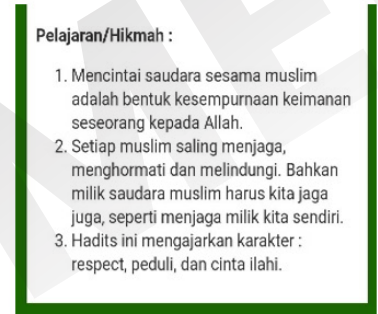 Pelajaran/Hikmah :
1. Mencintai saudara sesama muslim
adalah bentuk kesempurnaan keimanan
seseorang kepada Allah.
2. Setiap muslim saling menjaga,
menghormati dan melindungi. Bahkan
milik saudara muslim harus kita jaga
juga, seperti menjaga milik kita sendiri.
3. Hadits ini mengajarkan karakter :
respect, peduli, dan cinta ilahi.